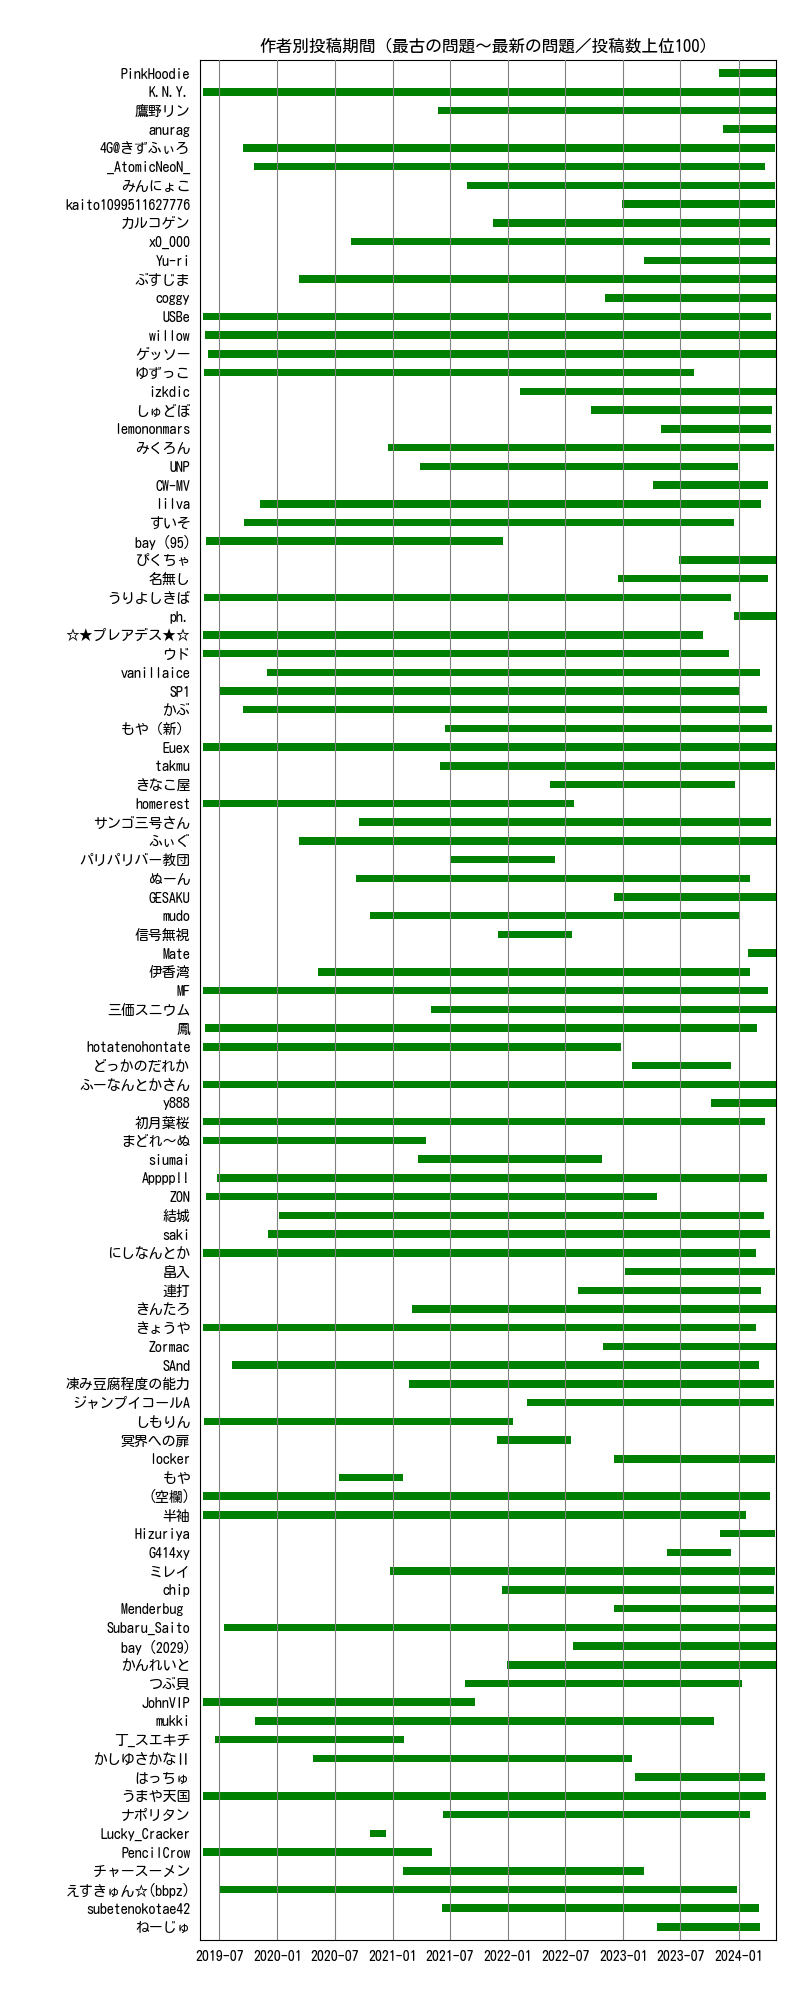 作者別投稿期間（最古の問題～最新の問題／投稿数上位100）
PinkHoodie
K.N.Y.
鷹野リン
anurag
4G@きずふぃろ
_AtomicNeoN_
みんにょこ
kaito1099511627776
カルコゲン
x0_000
Yu-ri
ぶすじま
coggy
USBe
willow
ゲッソー
ゆずっこ
izkdic
しゅどぼ
lemononmars
みくろん
UNP
CW-MV
lilva
すいそ
bay (95)
ぴくちゃ
名無し
うりよしきば
ph.
☆★プレアデス★☆
ウド
vanillaice
SP1
かぶ
もや（新）
Euex
takmu
きなこ屋
homerest
サンゴ三号さん
ふぃぐ
パリパリバー教団
ぬーん
GESAKU
mudo
信号無視
Mate
伊香湾
MF
三価スニウム
鳳
hotatenohontate
どっかのだれか
ふーなんとかさん
y888
初月葉桜
まどれ～ぬ
siumai
AppppII
ZON
結城
saki
にしなんとか
畠入
連打
きんたろ
きょうや
Zormac
SAnd
凍み豆腐程度の能力
ジャンプイコールA
しもりん
冥界への扉
locker
もや
(空欄)
半袖
Hizuriya
G414xy
ミレイ
chip
Menderbug
Subaru_Saito
bay (2029)
かんれいと
つぶ貝
JohnVIP
mukki
丁_スエキチ
かしゆさかなⅡ
はっちゅ
うまや天国
ナポリタン
Lucky_Cracker
PencilCrow
チャースーメン
えすきゅん☆(bbpz)
subetenokotae42
ねーじゅ
2019-07 2020-01 2020-07 2021-01 2021-07 2022-01 2022-07 2023-01 2023-07 2024-01